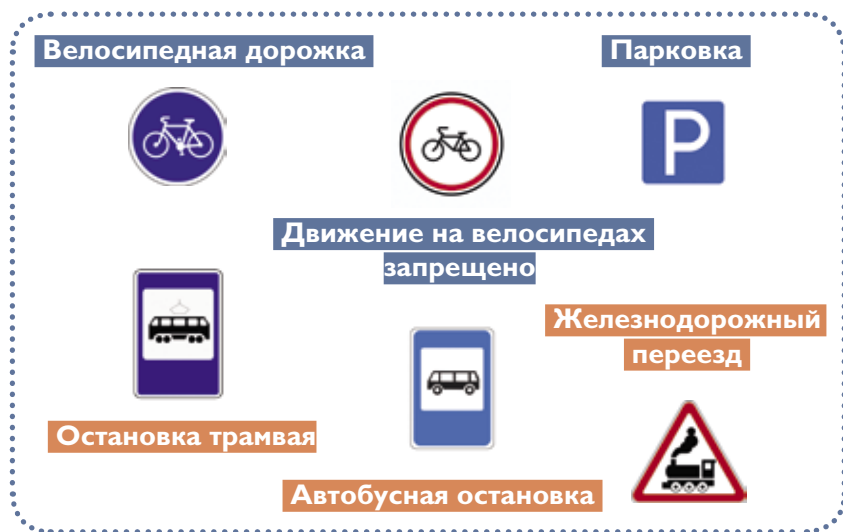 Велосипедная дорожка
Парковка
P
Движение на велосипедах
запрещено
Железнодорожный
переезд
Остановка трамвая
Автобусная остановка